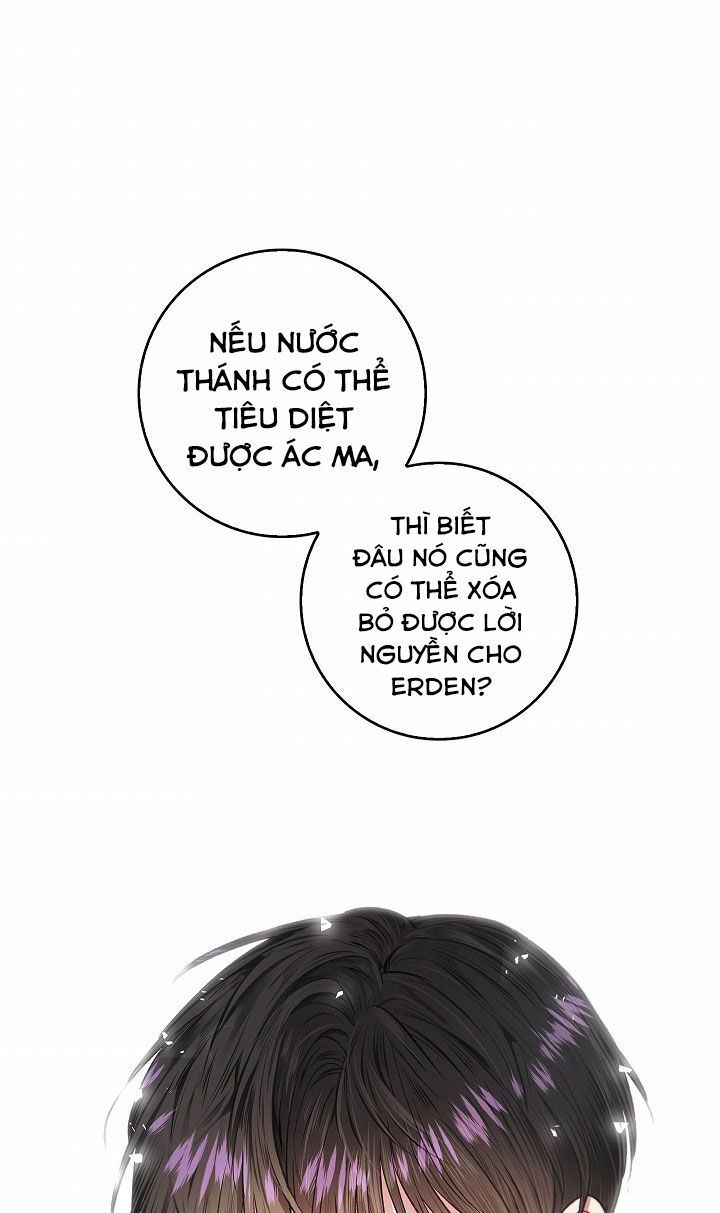 NẾU NƯỚC
THÁNH CÓ THỂ
TIÊU DIỆT
ĐƯỢC ÁC MA,
THÌ BIẾT
ĐÂU NÓ CŨNG
CÓ THỂ XÓA
BỎ ĐƯỢC LỜI
NGUYỀN CHO
ERDEN?